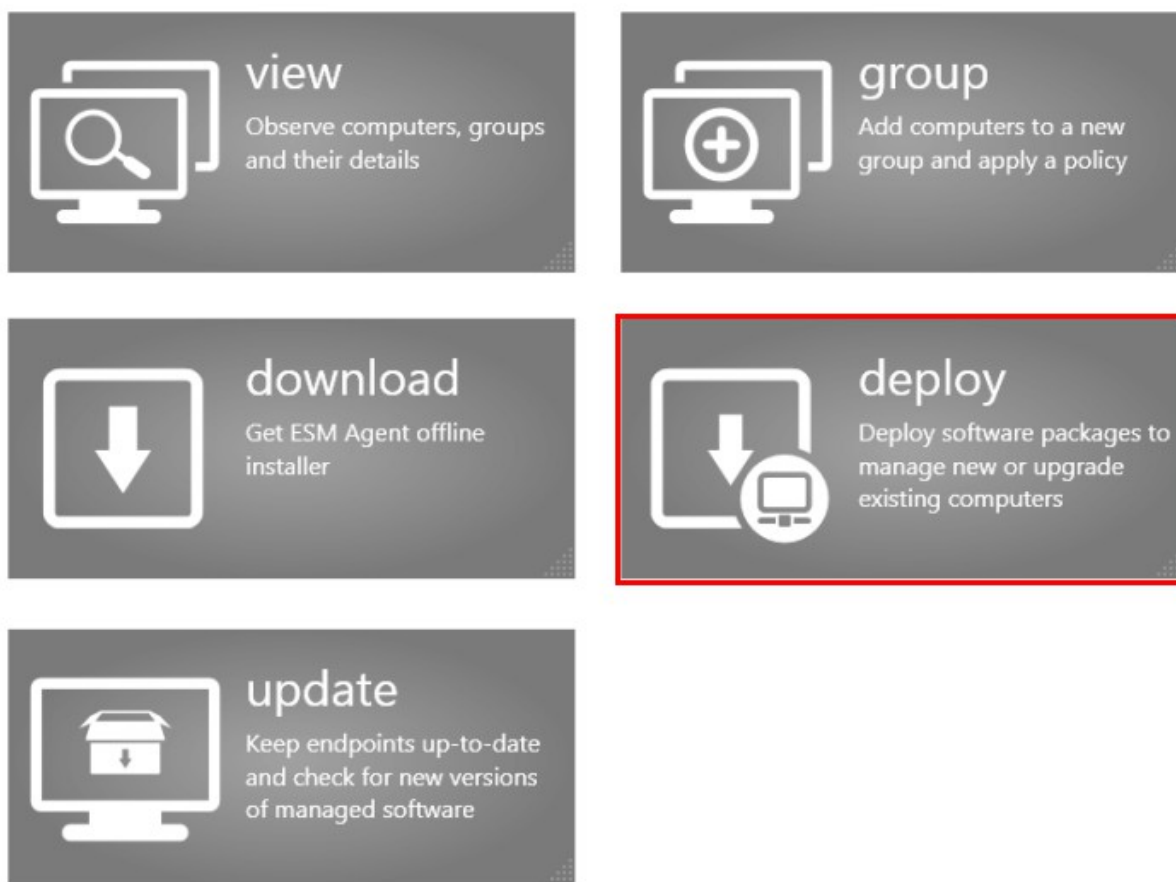 view
Observe computers, groups
and their details
group
Add computers to a new
group and apply a policy
download
Get ESM Agent offline
installer
deploy
Deploy software packages to
manage new or upgrade
existing computers
update
Keep endpoints up-to-date
and check for new versions
of managed software